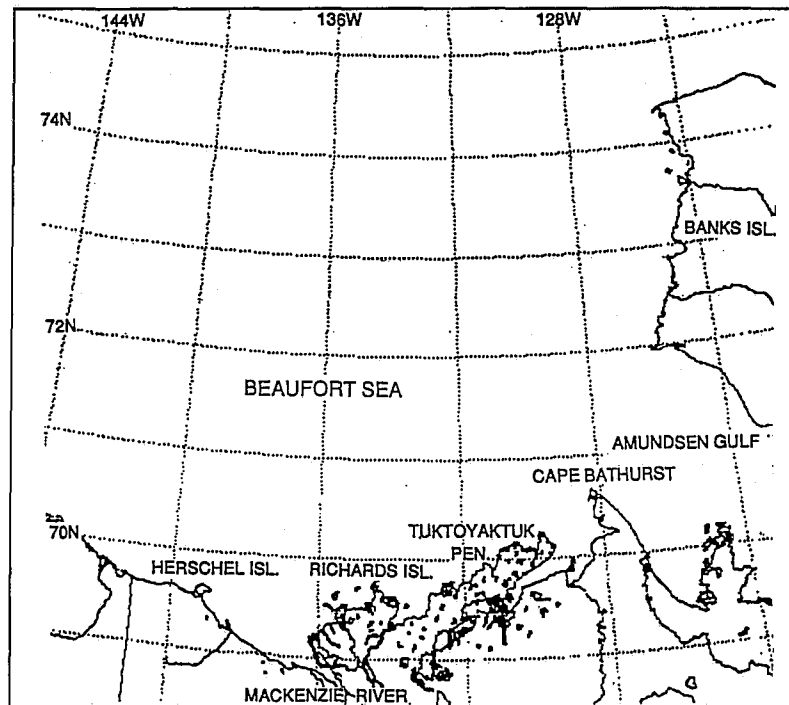 144W 136W 128W
74N
BANKS ISL.
72N
BEAUFORT SEA
AMUNDSEN GULF
CAPE BATHURST
70N
TUKTOYAKTUK
PEN.
HERSCHEL ISL. RICHARDS ISL.
MACKENZIE RIVER